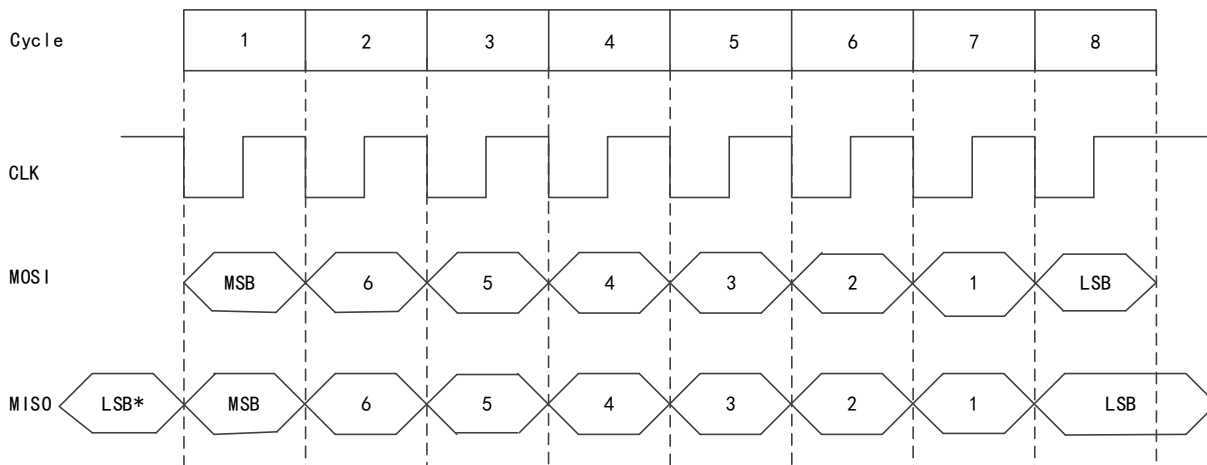 Cycle 1 2 3 4 5 6 7 8
CLK
MOSI MSB 6 5 4 3 2 1 LSB
MISO LSB* MSB 6 5 4 3 2 1 LSB